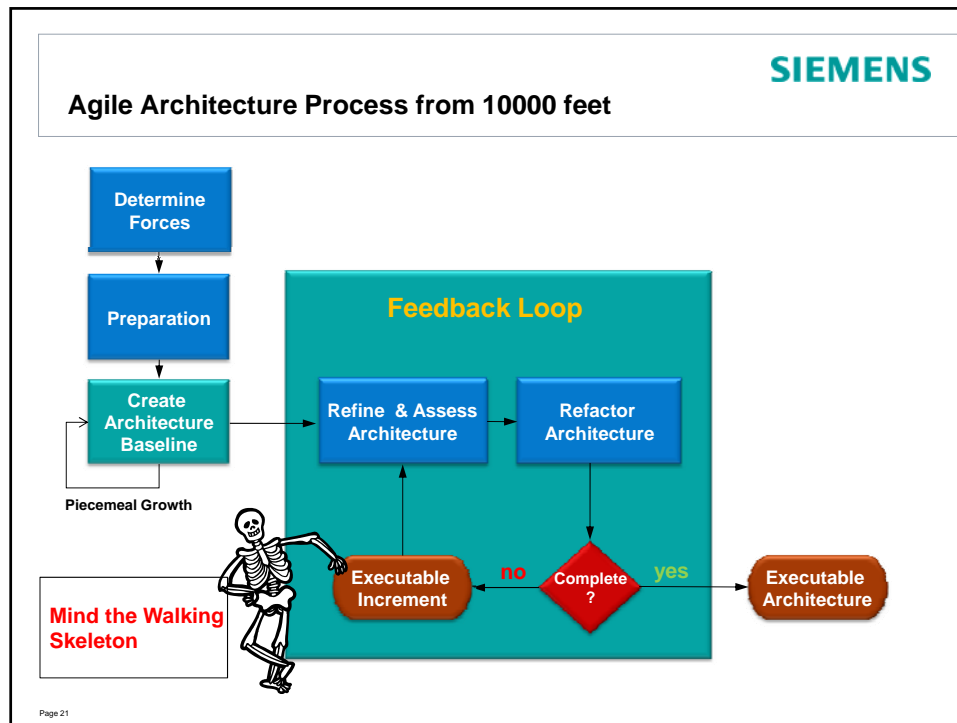 SIEMENS
Agile Architecture Process from 10000 feet
Determine
Forces
Preparation
Create
Architecture
Baseline
Piecemeal Growth
Feedback Loop
Refine & Assess
Architecture
Refactor
Architecture
Complete
?
no
yes
Executable
Increment
Executable
Architecture
Mind the Walking
Skeleton
Page 21